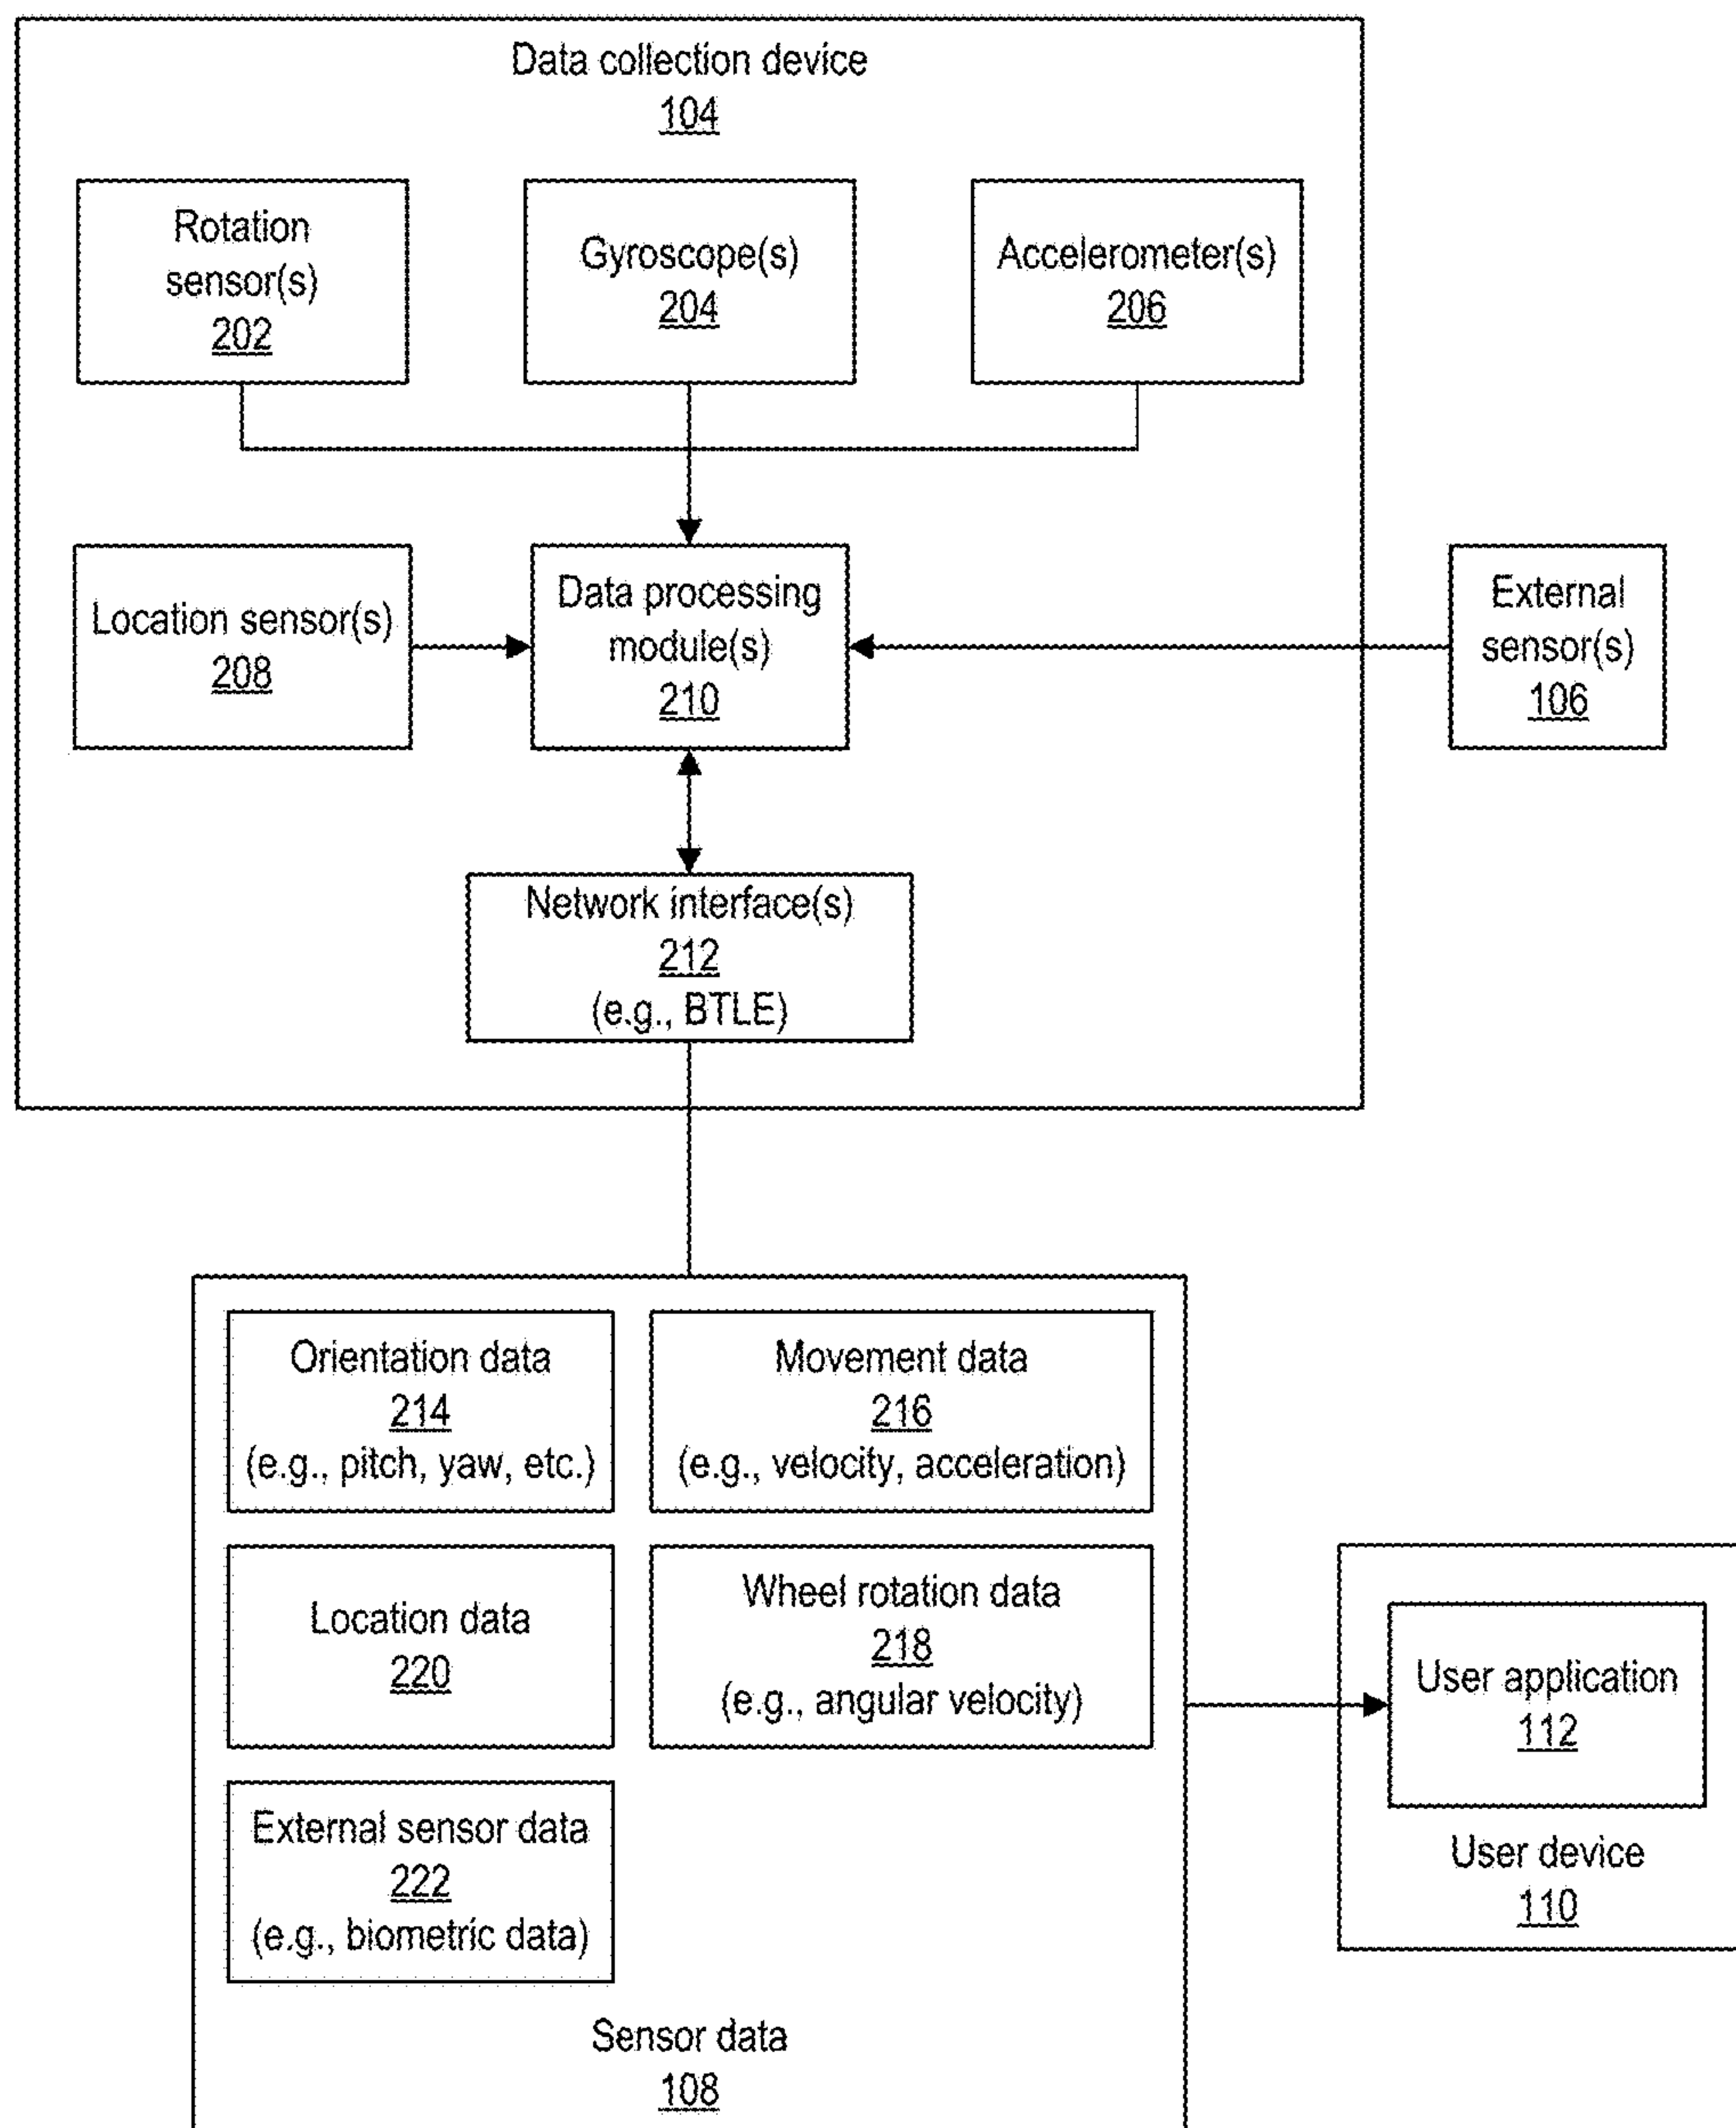 Data collection device
104
Rotation
sensor(s)
202
Gyroscope(s)
204
Accelerometer(s)
206
Location sensor(s)
208
Data processing
module(s)
210
External
sensor(s)
106
Network interface(s)
212
(e.g., BTLE)
Orientation data
214
(e.g., pitch, yaw, etc.)
Movement data
216
(e.g., velocity, acceleration)
Location data
220
Wheel rotation data
218
(e.g., angular velocity)
External sensor data
222
(e.g., biometric data)
Sensor data
108
User application
112
User device
110